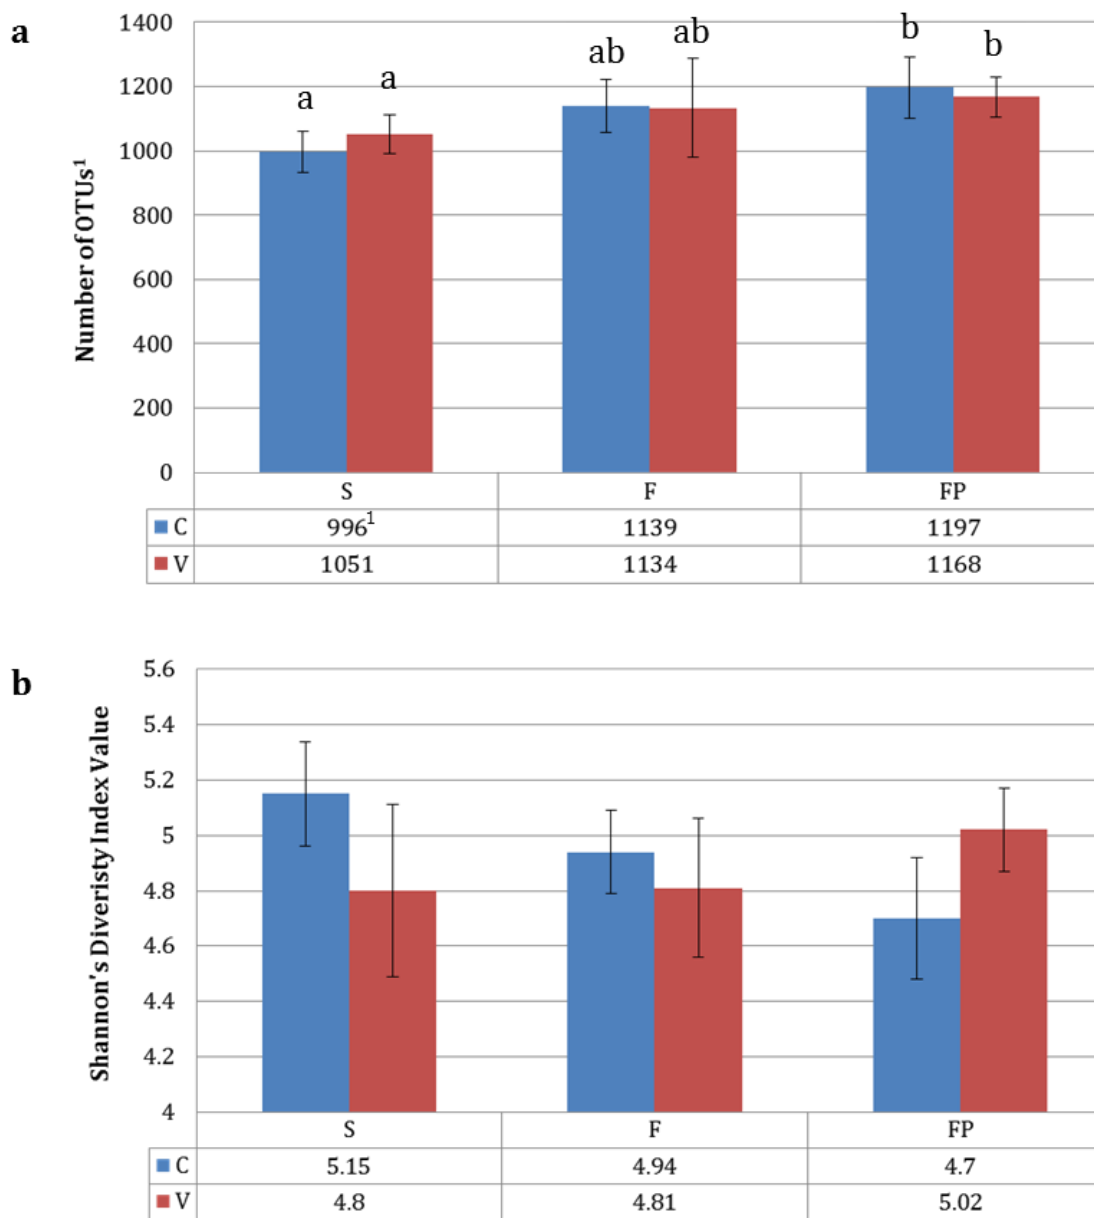 a
1400
1200
1000
800
600
400
200
0
Number of OTUs¹
a a ab ab b b
S F FP
C 996¹ 1139 1197
V 1051 1134 1168
b
5.6
5.4
5.2
5
4.8
4.6
4.4
4.2
4
Shannon's Diveristy Index Value
S F FP
C 5.15 4.94 4.7
V 4.8 4.81 5.02